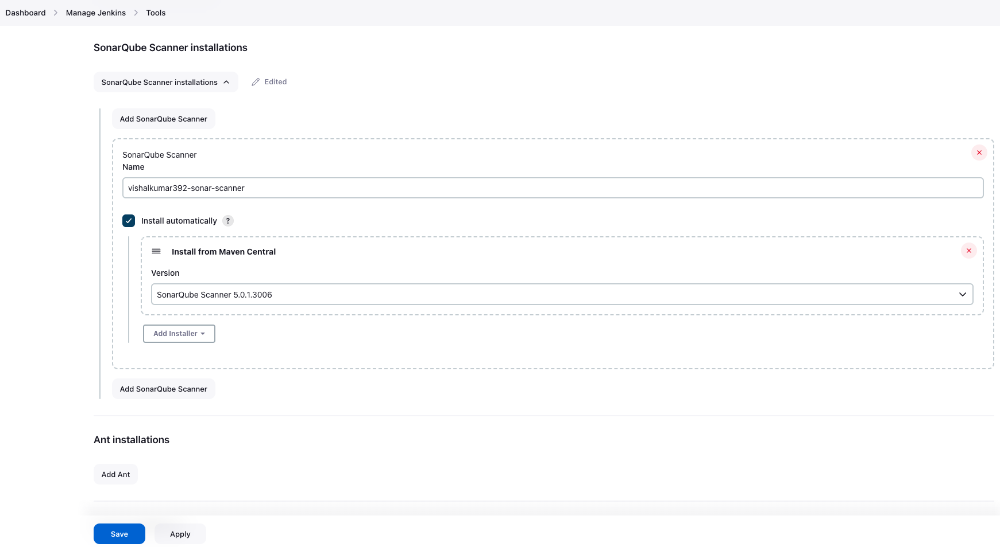 Dashboard > Manage Jenkins > Tools
SonarQube Scanner installations
SonarQube Scanner installations
Edited
Add SonarQube Scanner
SonarQube Scanner
Name
vishalkumar392-sonar-scanner
Install automatically ?
Install from Maven Central
Version
SonarQube Scanner 5.0.1.3006
Add Installer
Add SonarQube Scanner
Ant installations
Add Ant
Save
Apply